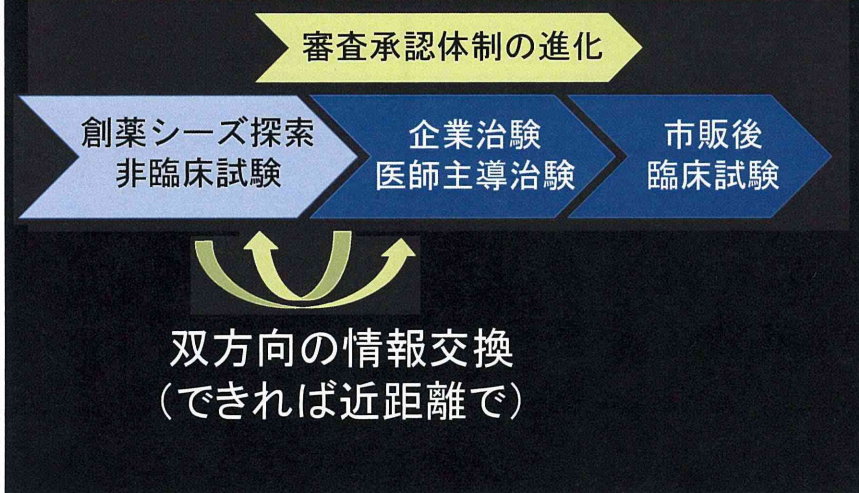 審査承認体制の進化
創薬シーズ探索
非臨床試験
企業治験
医師主導治験
市販後
臨床試験
双方向の情報交換
(できれば近距離で)